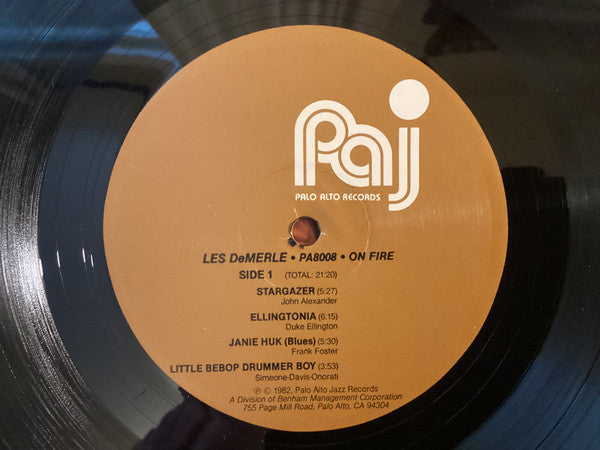 Paj
PALO ALTO RECORDS
LES DeMERLE • PA8008 • ON FIRE
SIDE 1 (TOTAL: 21:20)
STARGAZER (5:27)
John Alexander
ELLINGTONIA (6:15)
Duke Ellington
JANIE HUK (Blues) (5:30)
Frank Foster
LITTLE BEBOP DRUMMER BOY (3:53)
Simeone-Davis-Onorati
℗ © 1982, Palo Alto Jazz Records
A Division of Benham Management Corporation
755 Page Mill Road, Palo Alto, CA 94304